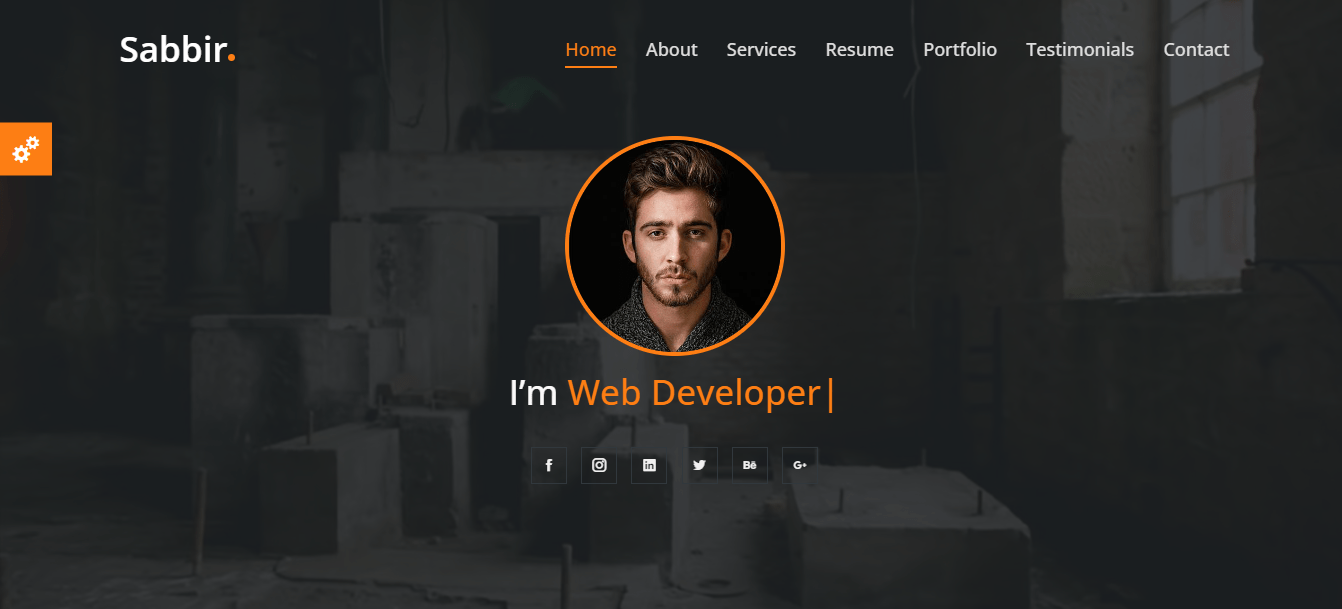 Sabbir.
Home About Services Resume Portfolio Testimonials Contact
I’m Web Developer|
f in Bē G+